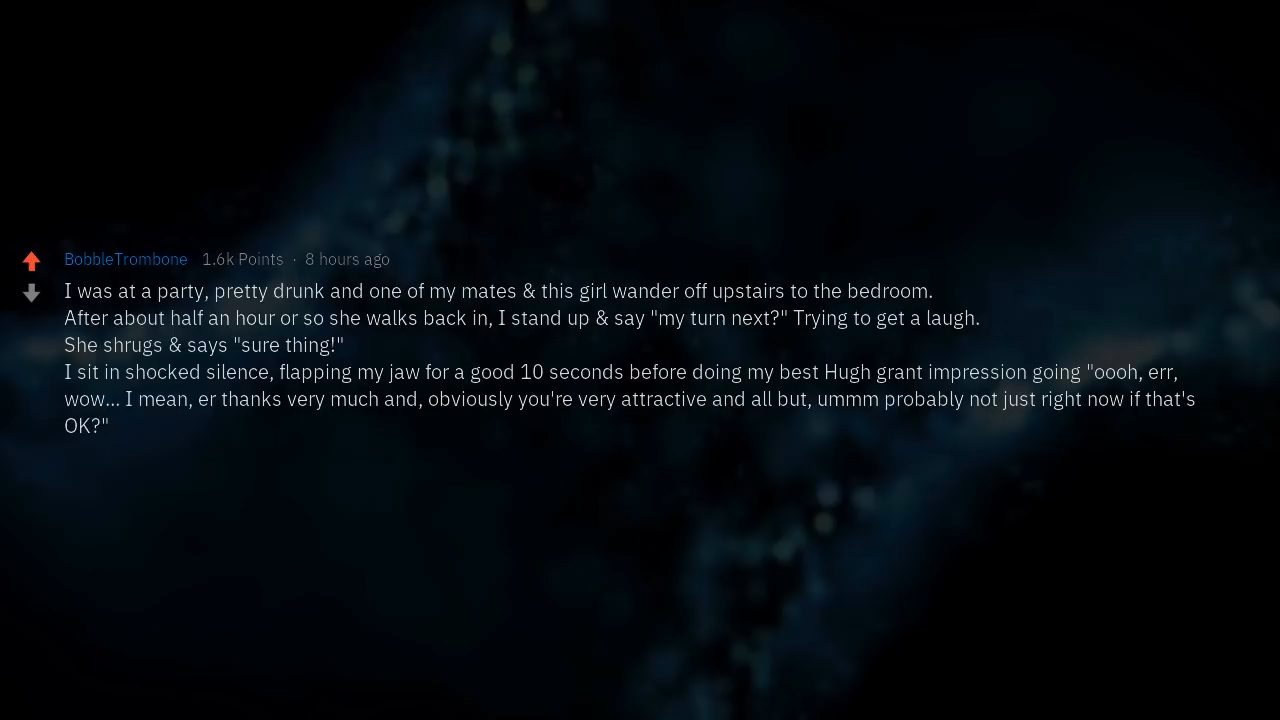 BobbleTrombone 1.6k Points · 8 hours ago
I was at a party, pretty drunk and one of my mates & this girl wander off upstairs to the bedroom.
After about half an hour or so she walks back in, I stand up & say "my turn next?" Trying to get a laugh.
She shrugs & says "sure thing!"
I sit in shocked silence, flapping my jaw for a good 10 seconds before doing my best Hugh grant impression going "oooh, err,
wow... I mean, er thanks very much and, obviously you're very attractive and all but, ummm probably not just right now if that's
OK?"